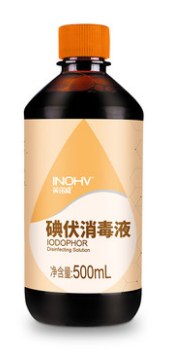 INOHV
碘伏消毒液
IODOPHOR
Disinfecting Solution
净含量:500mL